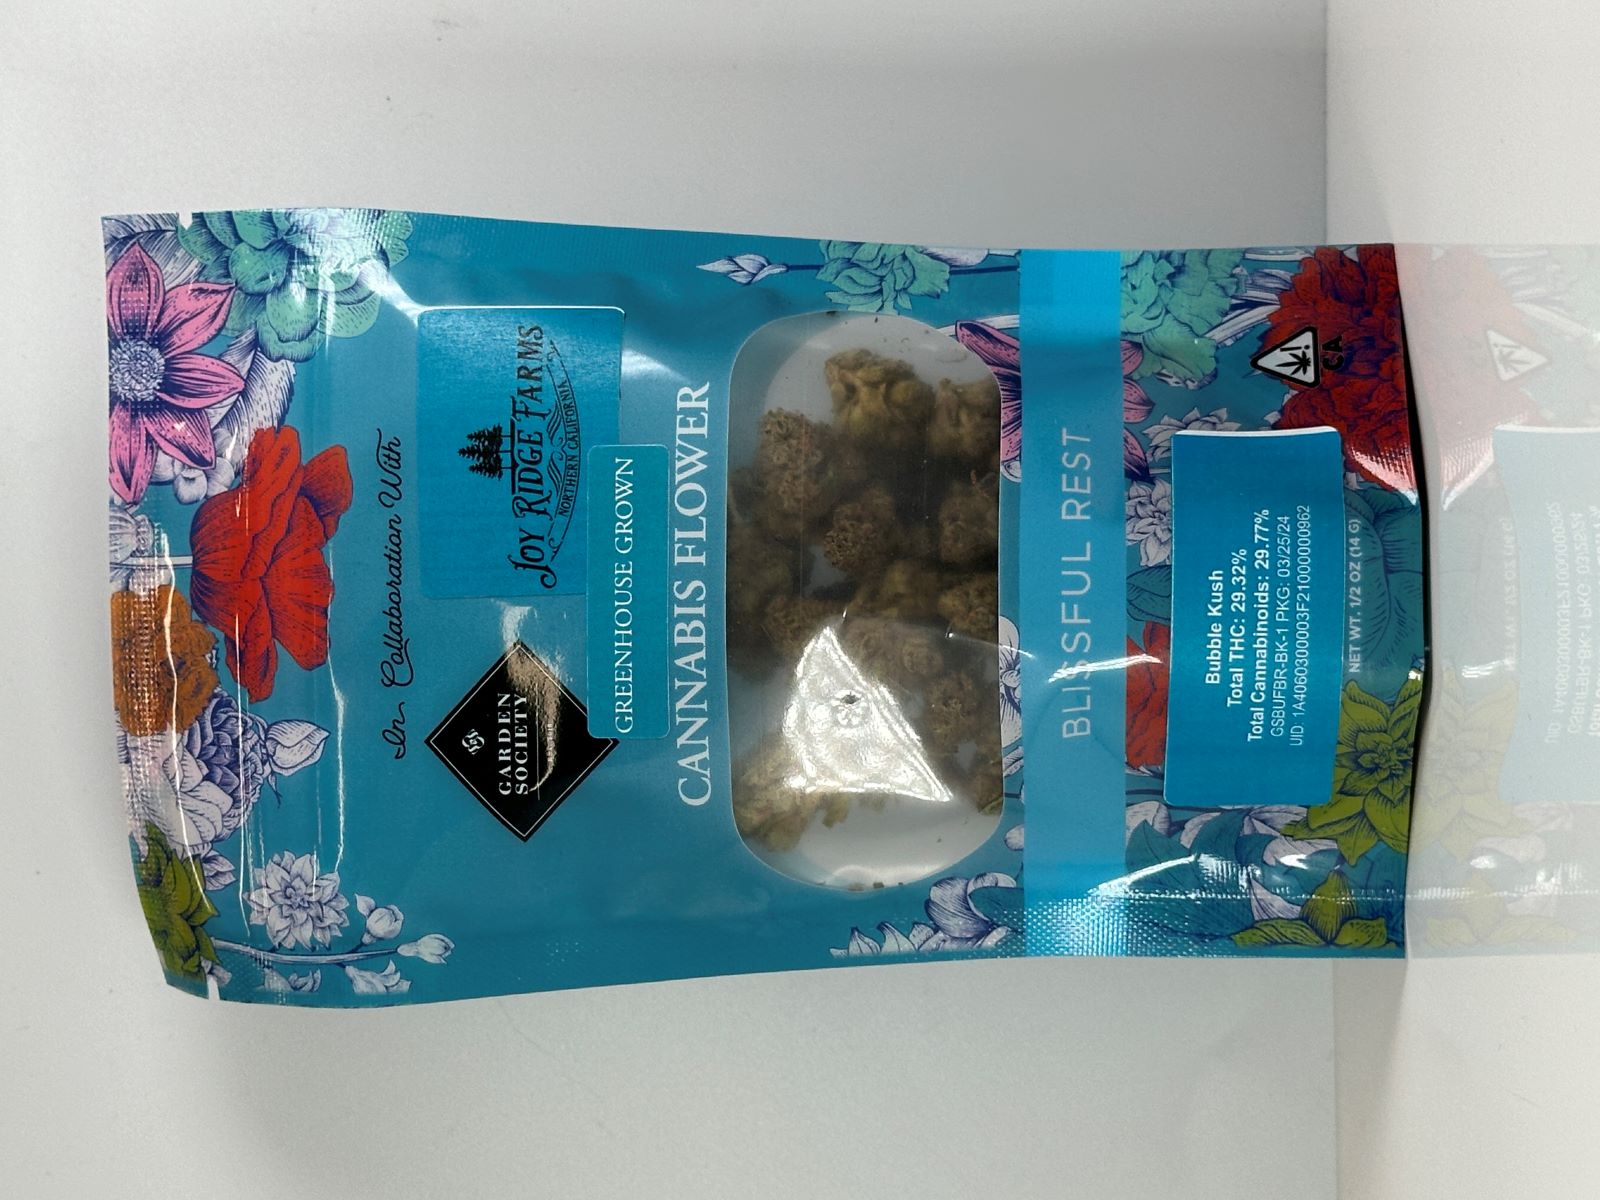 In Collaboration With
GARDEN
SOCIETY
JOY RIDGE FARMS
NORTHERN CALIFORNIA
GREENHOUSE GROWN
CANNABIS FLOWER
BLISSFUL REST
Bubble Kush
Total THC: 29.32%
Total Cannabinoids: 29.77%
GSBUFBR-BK-1 PKG: 03/25/24
UID 1A4060300003F21000000962
NET WT. 1/2 OZ (14 G)
!
CA